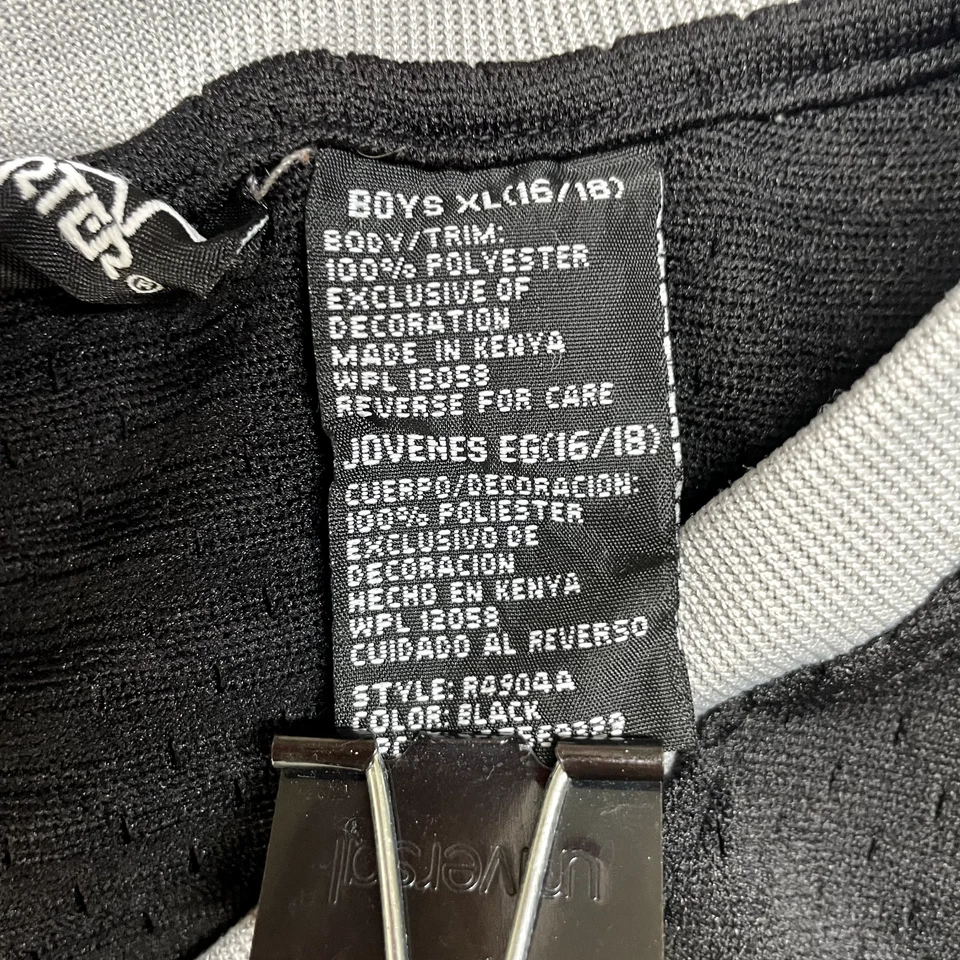 BOYS XL(16/18)
BODY/TRIM:
100% POLYESTER
EXCLUSIVE OF
DECORATION
MADE IN KENYA
WPL 12058
REVERSE FOR CARE
JOVENES EG(16/18)
CUERPO/DECORACION:
100% POLIESTER
EXCLUSIVO DE
DECORACION
HECHO EN KENYA
WPL 12058
CUIDADO AL REVERSO
STYLE: R4904A
COLOR: BLACK
universal